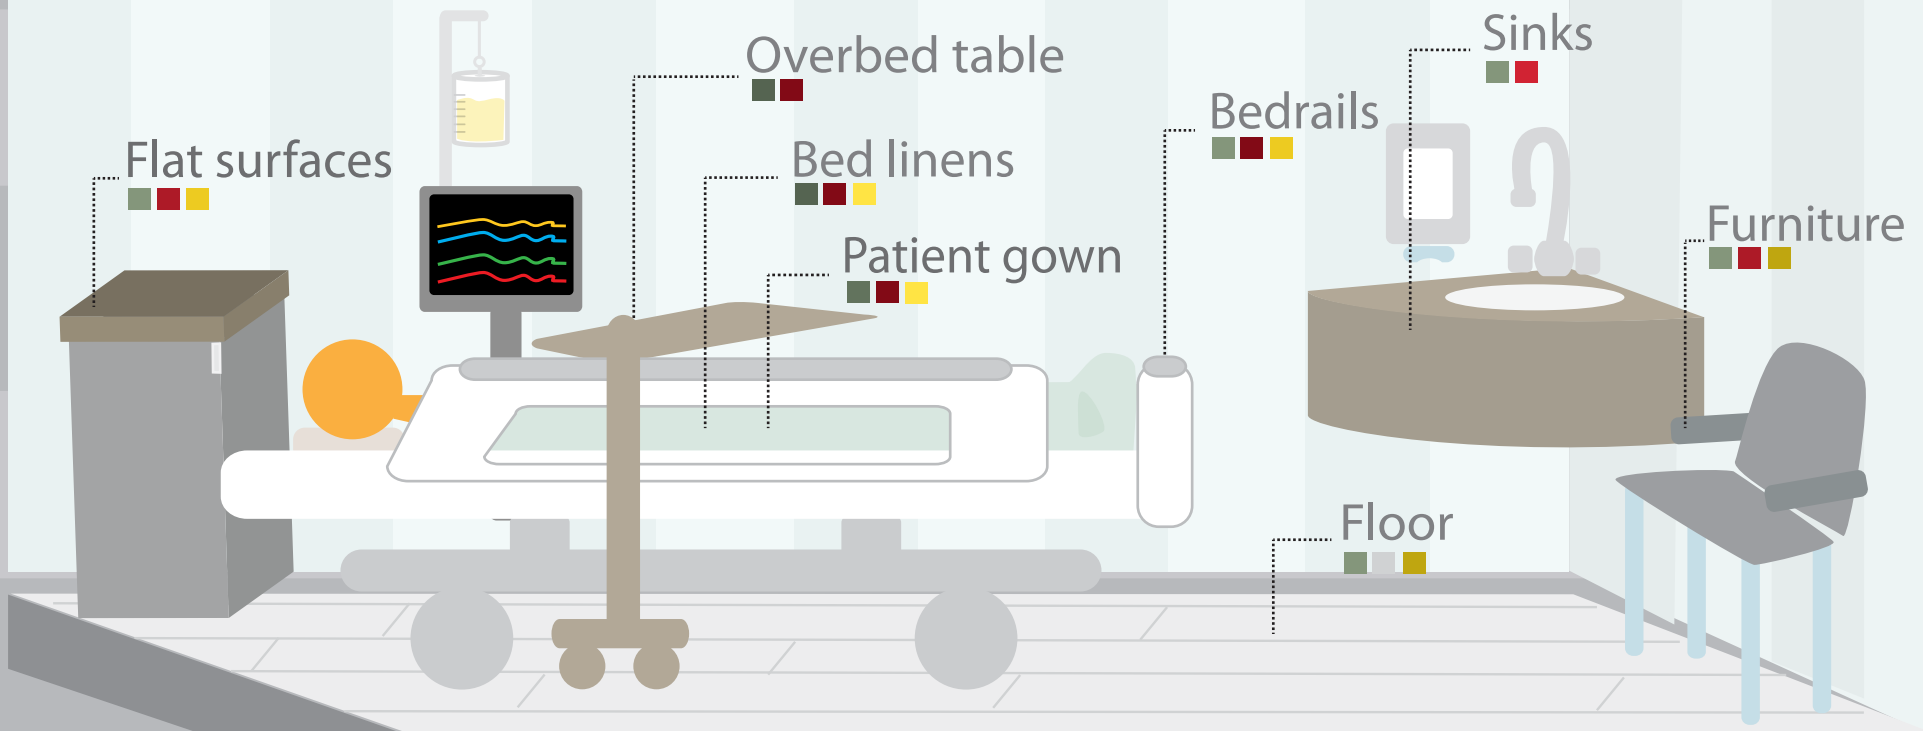 Sinks
Overbed table
Bedrails
Flat surfaces
Bed linens
Furniture
Patient gown
Floor